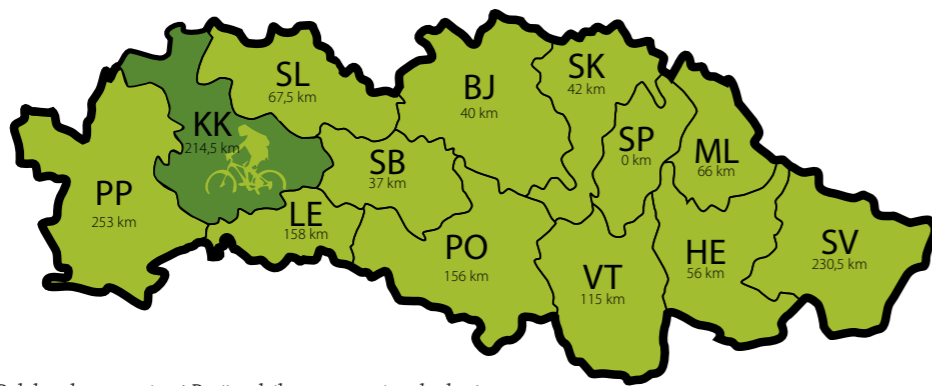 SL
67,5 km
BJ
40 km
SK
42 km
KK
214,5 km
SB
37 km
SP
0 km
ML
66 km
PP
253 km
LE
158 km
PO
156 km
VT
115 km
HE
56 km
SV
230,5 km